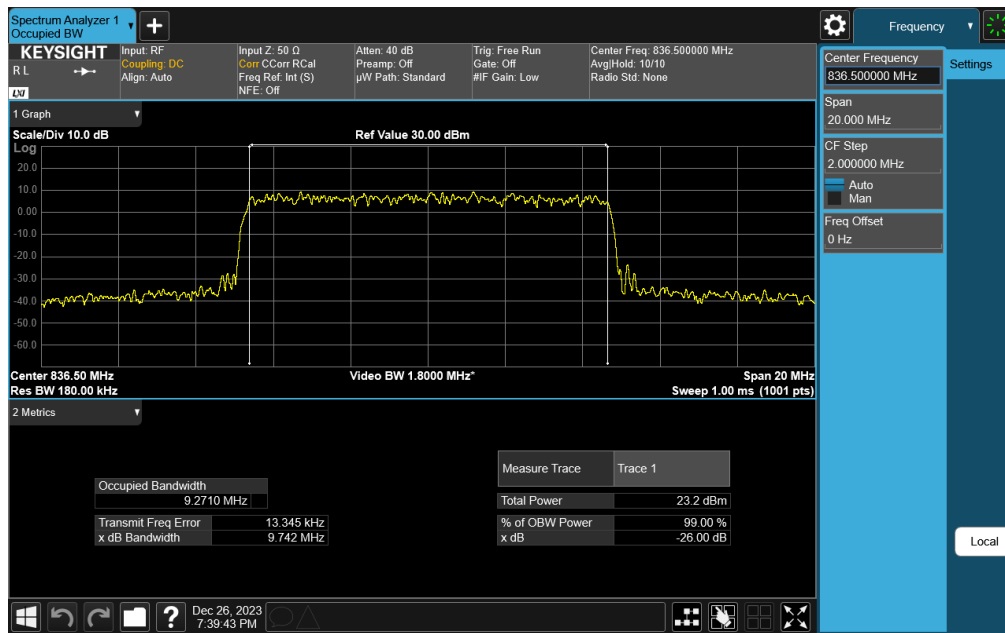 Spectrum Analyzer 1
Occupied BW
Frequency
KEYSIGHT
R L
LXI
Input: RF
Coupling: DC
Align: Auto
Input Z: 50 Ω
Corr CCorr RCal
Freq Ref: Int (S)
NFE: Off
Atten: 40 dB
Preamp: Off
µW Path: Standard
Trig: Free Run
Gate: Off
#IF Gain: Low
Center Freq: 836.500000 MHz
Avg|Hold: 10/10
Radio Std: None
Center Frequency
836.500000 MHz
Settings
Span
20.000 MHz
CF Step
2.000000 MHz
Auto
Man
Freq Offset
0 Hz
Local
1 Graph
Scale/Div 10.0 dB
Ref Value 30.00 dBm
Log
20.0
10.0
0.00
-10.0
-20.0
-30.0
-40.0
-50.0
-60.0
Center 836.50 MHz
Video BW 1.8000 MHz*
Span 20 MHz
Res BW 180.00 kHz
Sweep 1.00 ms (1001 pts)
2 Metrics
Occupied Bandwidth
9.2710 MHz
Transmit Freq Error 13.345 kHz
x dB Bandwidth 9.742 MHz
Measure Trace Trace 1
Total Power 23.2 dBm
% of OBW Power 99.00 %
x dB -26.00 dB
?
Dec 26, 2023
7:39:43 PM